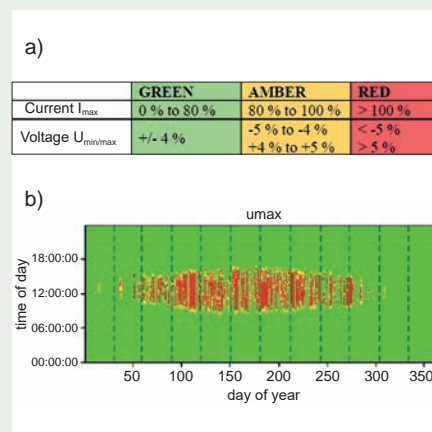 a)
GREEN AMBER RED
Current Imax 0 % to 80 % 80 % to 100 % > 100 %
Voltage Umin/max +/- 4 % -5 % to -4 % < -5 %
+4 % to +5 % > 5 %
b)
umax
18:00:00
12:00:00
06:00:00
00:00:00
time of day
50 100 150 200 250 300 350
day of year